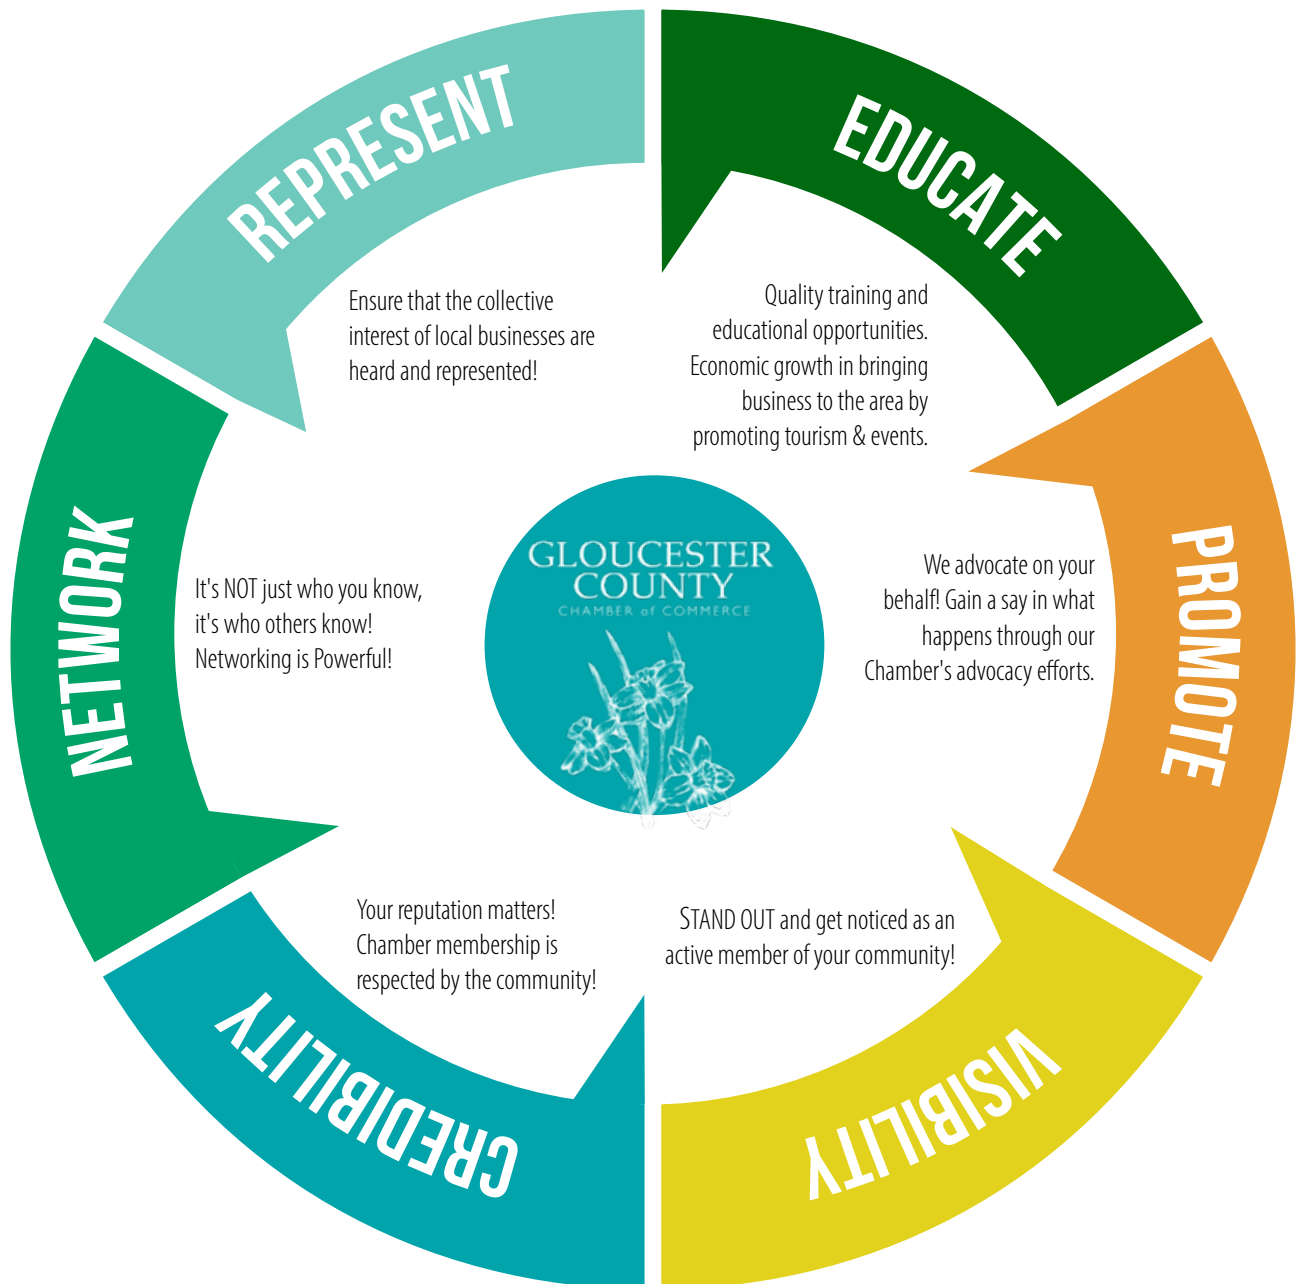 REPRESENT
Ensure that the collective
interest of local businesses are
heard and represented!
EDUCATE
Quality training and
educational opportunities.
Economic growth in bringing
business to the area by
promoting tourism & events.
PROMOTE
We advocate on your
behalf! Gain a say in what
happens through our
Chamber's advocacy efforts.
VISIBILITY
STAND OUT and get noticed as an
active member of your community!
CREDIBILITY
Your reputation matters!
Chamber membership is
respected by the community!
NETWORK
It's NOT just who you know,
it's who others know!
Networking is Powerful!
GLOUCESTER
COUNTY
CHAMBER of COMMERCE